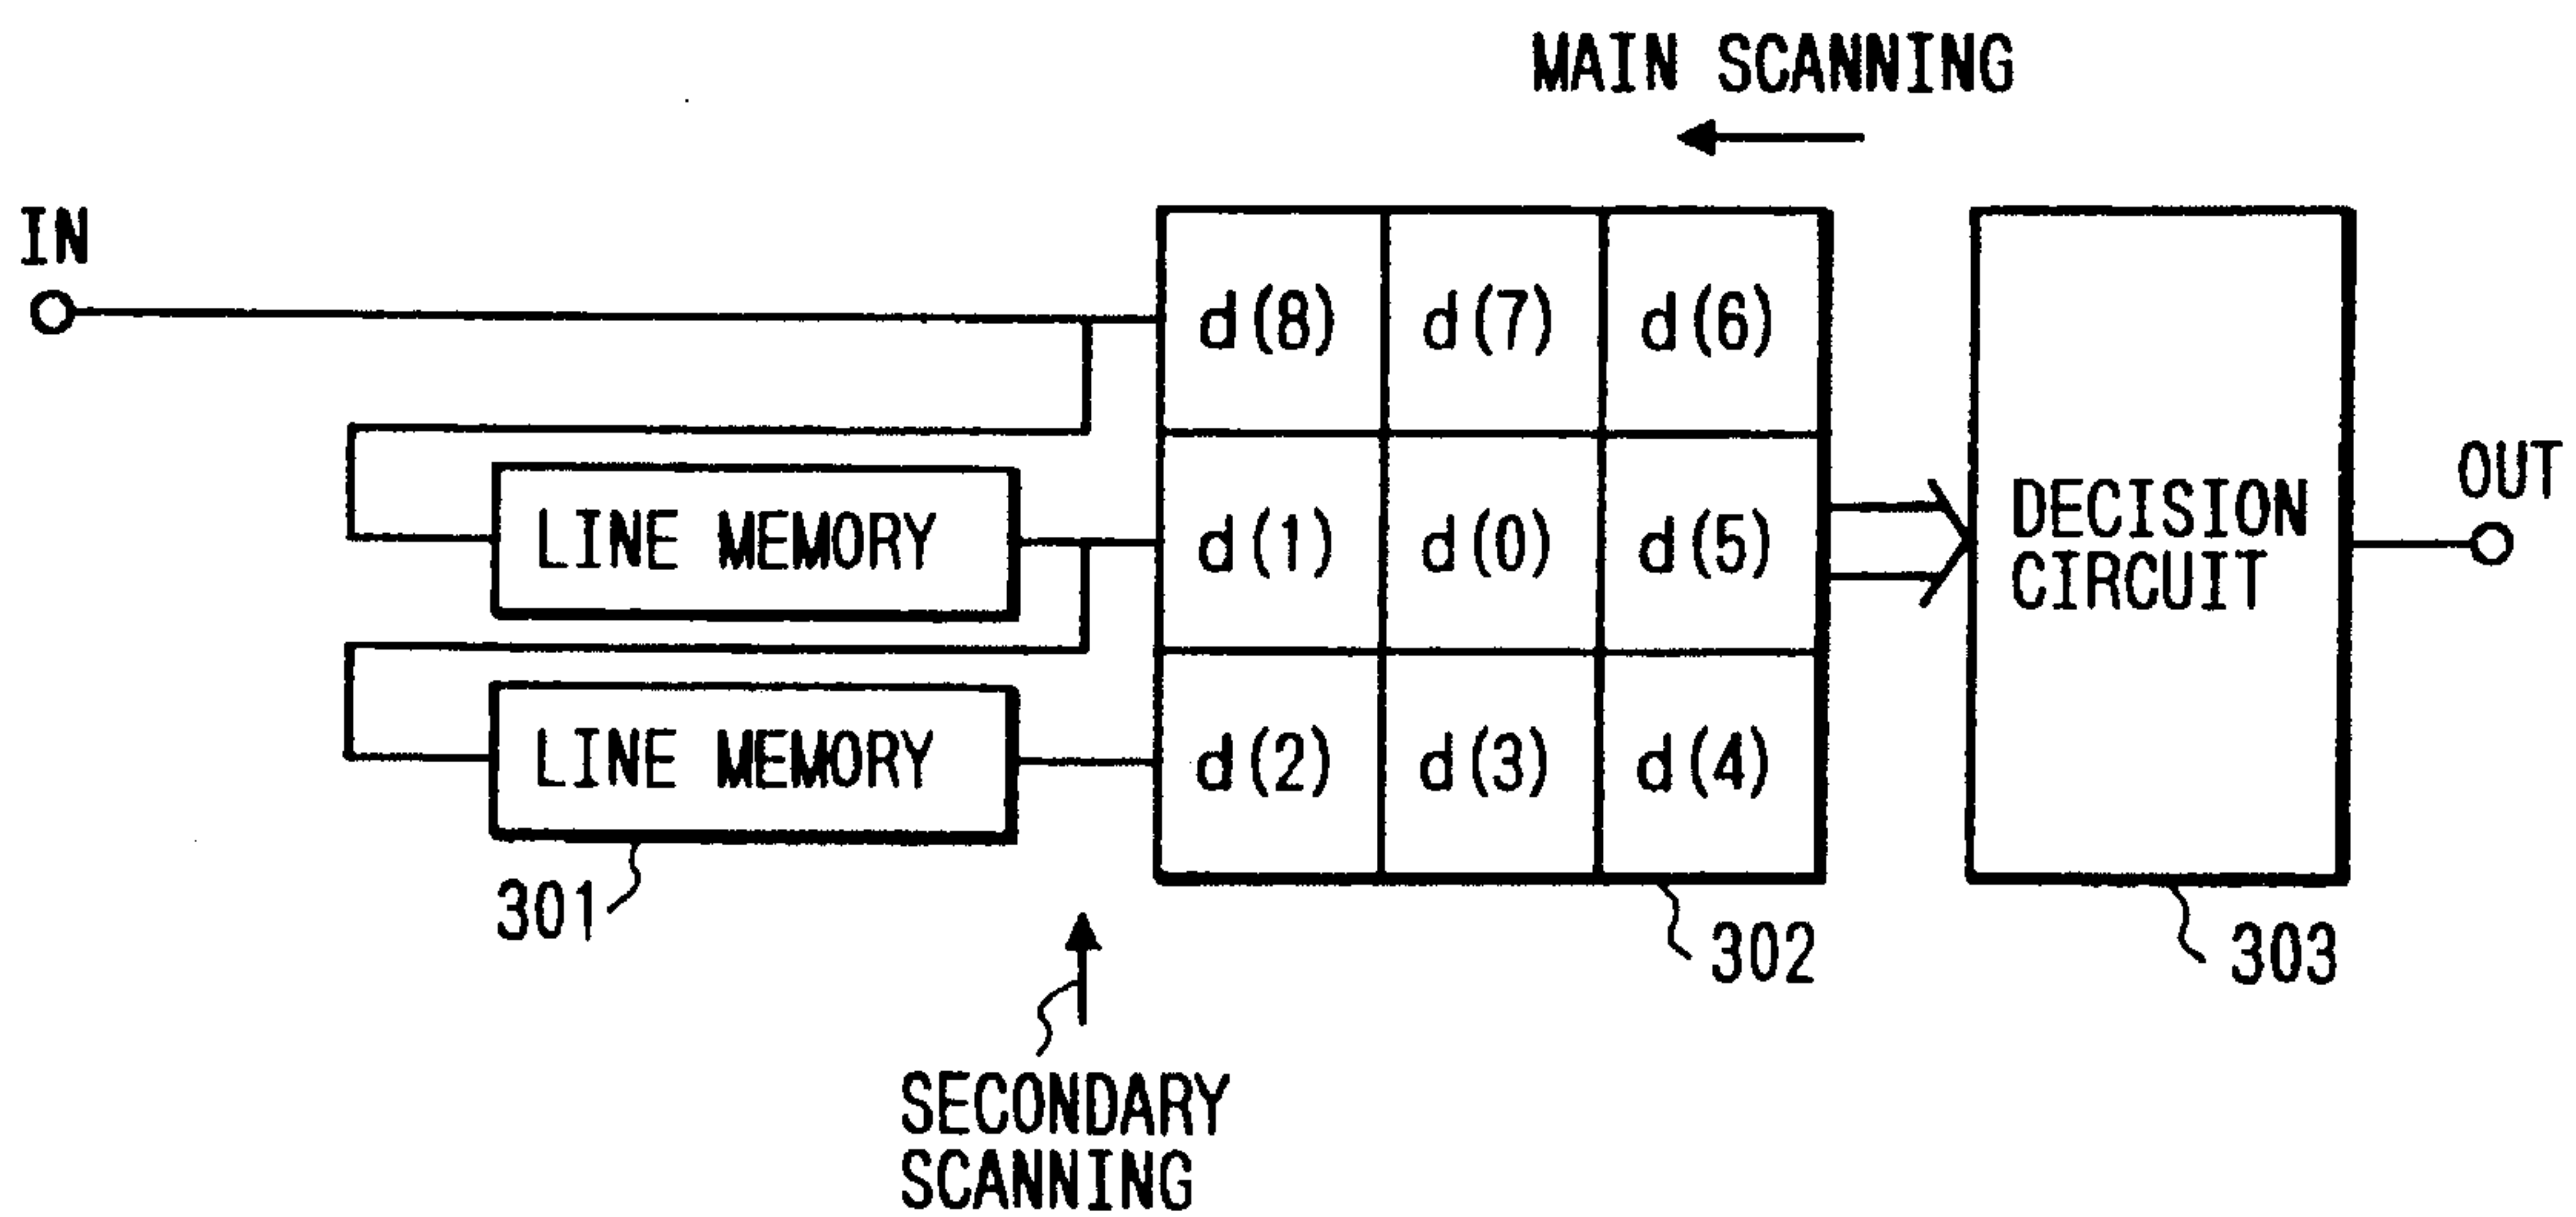 MAIN SCANNING
IN
d(8) d(7) d(6)
LINE MEMORY
d(1) d(0) d(5)
DECISION
CIRCUIT
OUT
LINE MEMORY
d(2) d(3) d(4)
301
302
303
SECONDARY
SCANNING